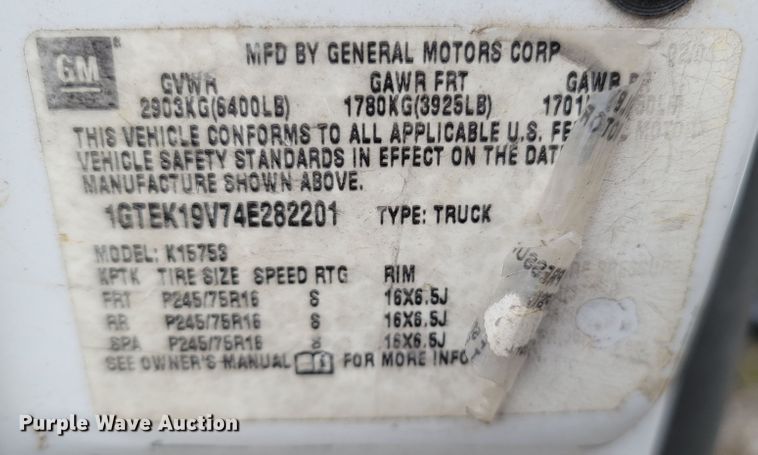 GM MFD BY GENERAL MOTORS CORP
GVWR GAWR FRT GAWR
2903KG(6400LB) 1780KG(3925LB) 1701
THIS VEHICLE CONFORMS TO ALL APPLICABLE U.S.
VEHICLE SAFETY STANDARDS IN EFFECT ON THE
MANUFACTURE SHOWN ABOVE.
1GTEK19V74E282201 TYPE: TRUCK
MODEL: K15753
KPTK TIRE SIZE SPEED RTG RIM
FRT P245/75R16 S 16X6.5J
RR P245/75R16 S 16X6.5J
SPA P245/75R16 S 16X6.5J
SEE OWNER'S MANUAL FOR MORE
Purple Wave Auction